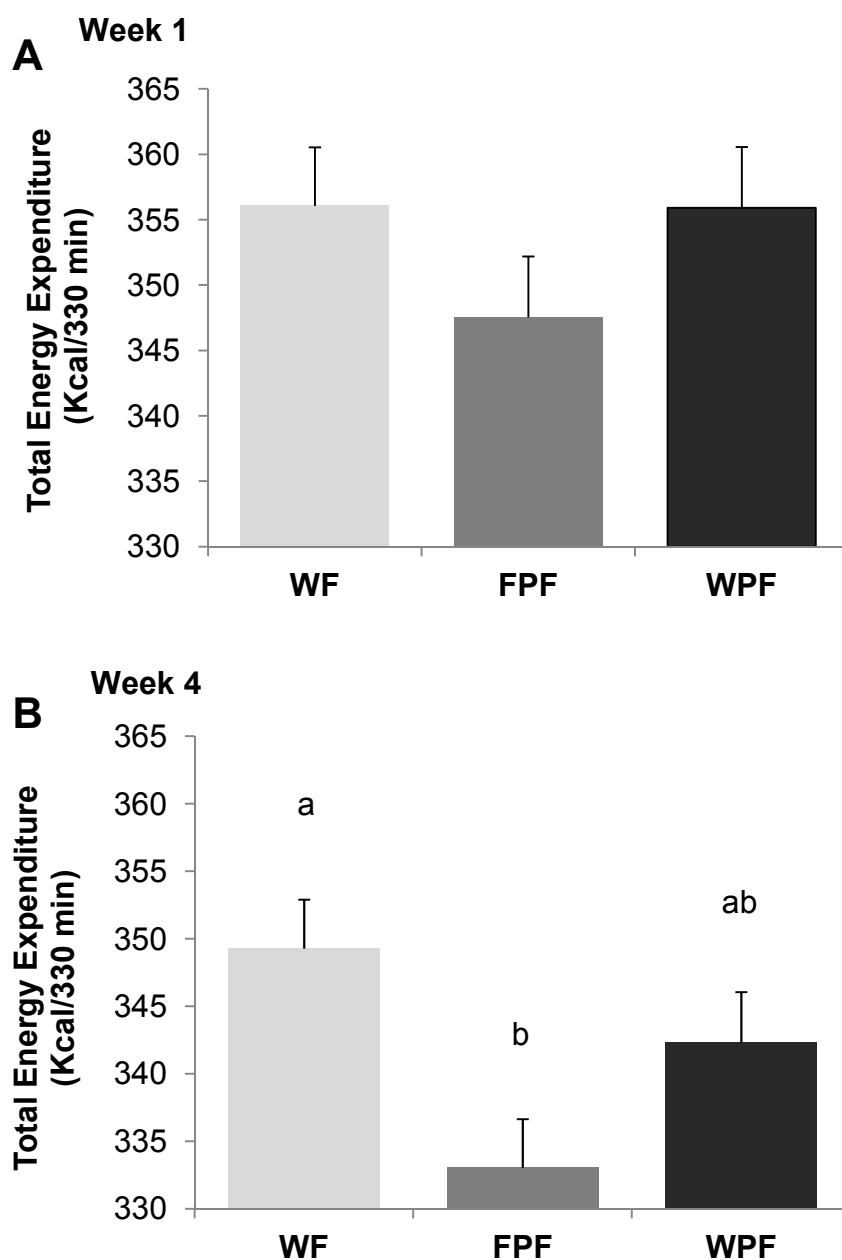 Week 1
A
Total Energy Expenditure
(Kcal/330 min)
365
360
355
350
345
340
335
330
WF FPF WPF
Week 4
B
Total Energy Expenditure
(Kcal/330 min)
365
360
355
350
345
340
335
330
a
b
ab
WF FPF WPF